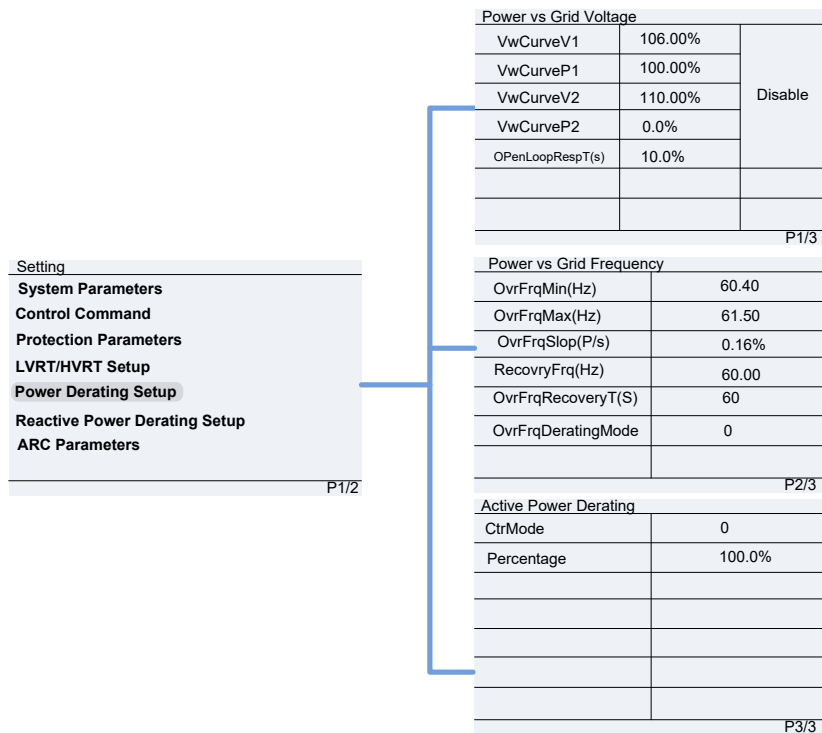 Setting
System Parameters
Control Command
Protection Parameters
LVRT/HVRT Setup
Power Derating Setup
Reactive Power Derating Setup
ARC Parameters
P1/2
Power vs Grid Voltage
VwCurveV1 106.00%
VwCurveP1 100.00%
VwCurveV2 110.00% Disable
VwCurveP2 0.0%
OPenLoopRespT(s) 10.0%
P1/3
Power vs Grid Frequency
OvrFrqMin(Hz) 60.40
OvrFrqMax(Hz) 61.50
OvrFrqSlop(P/s) 0.16%
RecovryFrq(Hz) 60.00
OvrFrqRecoveryT(S) 60
OvrFrqDeratingMode 0
P2/3
Active Power Derating
CtrMode 0
Percentage 100.0%
P3/3